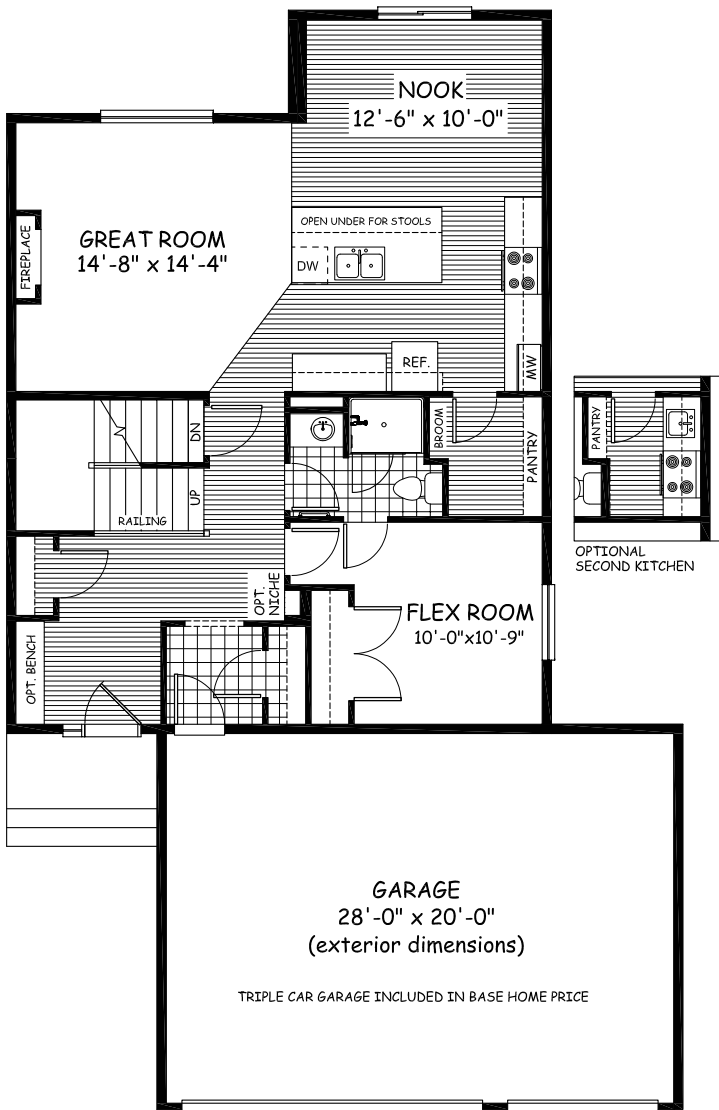 NOOK
12'-6" x 10'-0"
OPEN UNDER FOR STOOLS
GREAT ROOM
14'-8" x 14'-4"
FIREPLACE
DW
REF.
MW
BROOM
PANTRY
PANTRY
OPTIONAL
SECOND KITCHEN
DN
UP
RAILING
OPT.
NICHE
FLEX ROOM
10'-0"x10'-9"
OPT. BENCH
GARAGE
28'-0" x 20'-0"
(exterior dimensions)
TRIPLE CAR GARAGE INCLUDED IN BASE HOME PRICE